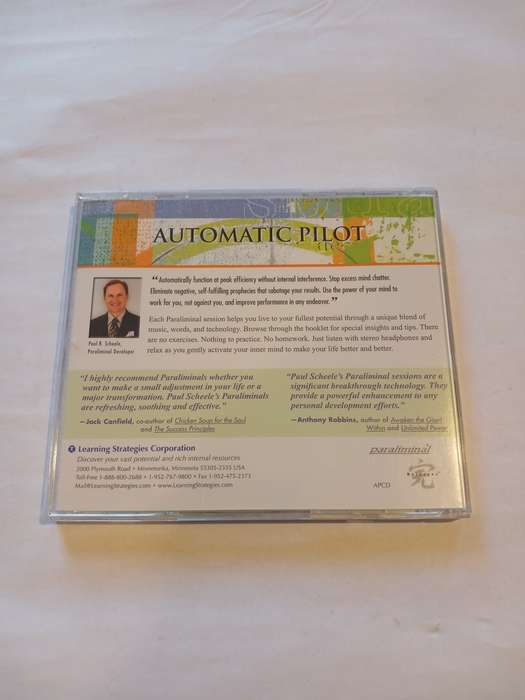 AUTOMATIC PILOT
"Automatically function at peak efficiency without internal interference. Stop excess mind chatter.
Eliminate negative, self-fulfilling prophecies that sabotage your results. Use the power of your mind to
work for you, not against you, and improve performance in any endeavor."
Each Paraliminal session helps you live to your fullest potential through a unique blend of
music, words, and technology. Browse through the booklet for special insights and tips. There
are no exercises. Nothing to practice. No homework. Just listen with stereo headphones and
relax as you gently activate your inner mind to make your life better and better.
Paul R. Scheele,
Paraliminal Developer
"I highly recommend Paraliminals whether you
want to make a small adjustment in your life or a
major transformation. Paul Scheele's Paraliminals
are refreshing, soothing and effective."
—Jack Canfield, co-author of Chicken Soup for the Soul
and The Success Principles
"Paul Scheele's Paraliminal sessions are a
significant breakthrough technology. They
provide a powerful enhancement to any
personal development efforts."
—Anthony Robbins, author of Awaken the Giant
Within and Unlimited Power
Learning Strategies Corporation
Discover your vast potential and rich internal resources
2000 Plymouth Road • Minnetonka, Minnesota 55305-2335 USA
Toll-Free 1-888-800-2688 • 1-952-767-9800 • Fax 1-952-475-2373
Mail@LearningStrategies.com • www.LearningStrategies.com
paraliminal
APCD